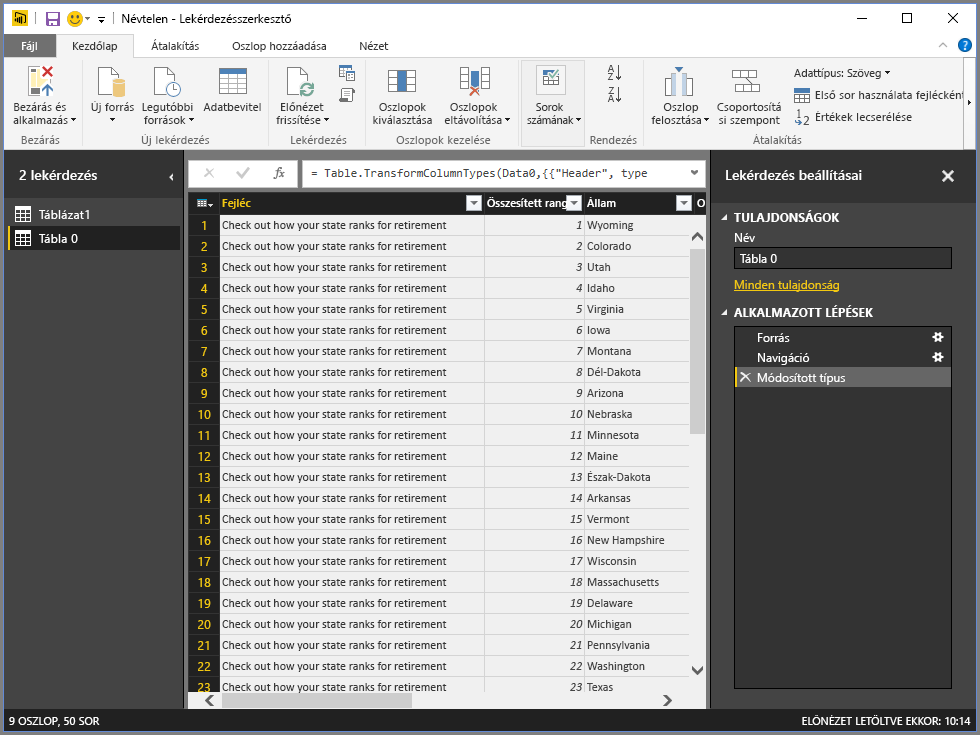 Névtelen - Lekérdezésszerkesztő
Fájl Kezdőlap Átalakítás Oszlop hozzáadása Nézet
Bezárás és alkalmazás
Új forrás
Legutóbbi források
Adatbevitel
Előnézet frissítése
Oszlopok kiválasztása
Oszlopok eltávolítása
Sorok számának
Oszlop felosztása
Csoportosítási szempont
Adattípus: Szöveg
Első sor használata fejlécként
Értékek lecserélése
Bezárás Új lekérdezés Lekérdezés Oszlopok kezelése Rendezés Átalakítás
2 lekérdezés
Táblázat1
Tábla 0
fx = Table.TransformColumnTypes(Data0,{{"Header", type
Fejléc Összesített rang Állam O
1 Check out how your state ranks for retirement 1 Wyoming
2 Check out how your state ranks for retirement 2 Colorado
3 Check out how your state ranks for retirement 3 Utah
4 Check out how your state ranks for retirement 4 Idaho
5 Check out how your state ranks for retirement 5 Virginia
6 Check out how your state ranks for retirement 6 Iowa
7 Check out how your state ranks for retirement 7 Montana
8 Check out how your state ranks for retirement 8 Dél-Dakota
9 Check out how your state ranks for retirement 9 Arizona
10 Check out how your state ranks for retirement 10 Nebraska
11 Check out how your state ranks for retirement 11 Minnesota
12 Check out how your state ranks for retirement 12 Maine
13 Check out how your state ranks for retirement 13 Észak-Dakota
14 Check out how your state ranks for retirement 14 Arkansas
15 Check out how your state ranks for retirement 15 Vermont
16 Check out how your state ranks for retirement 16 New Hampshire
17 Check out how your state ranks for retirement 17 Wisconsin
18 Check out how your state ranks for retirement 18 Massachusetts
19 Check out how your state ranks for retirement 19 Delaware
20 Check out how your state ranks for retirement 20 Michigan
21 Check out how your state ranks for retirement 21 Pennsylvania
22 Check out how your state ranks for retirement 22 Washington
23 Check out how your state ranks for retirement 23 Texas
Lekérdezés beállításai
TULAJDONSÁGOK
Név
Tábla 0
Minden tulajdonság
ALKALMAZOTT LÉPÉSEK
Forrás
Navigáció
Módosított típus
9 OSZLOP, 50 SOR
ELŐNÉZET LETÖLTVE EKKOR: 10:14